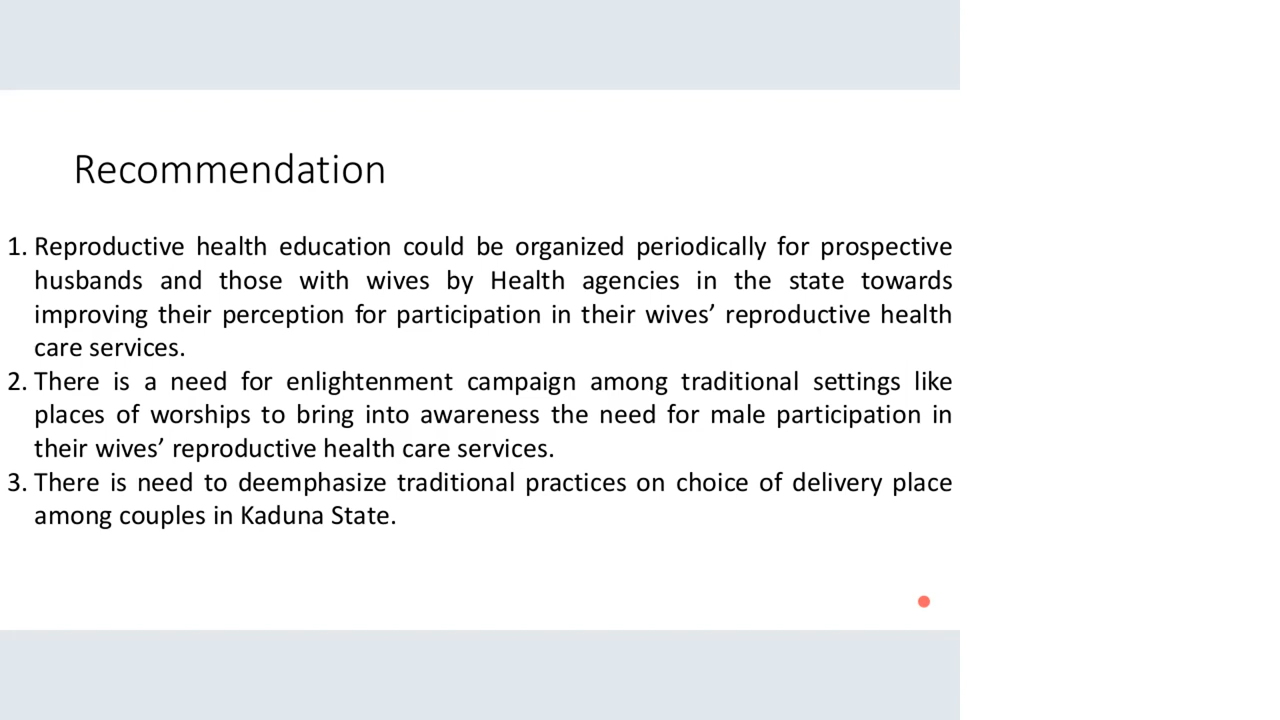 Recommendation
1. Reproductive health education could be organized periodically for prospective
husbands and those with wives by Health agencies in the state towards
improving their perception for participation in their wives’ reproductive health
care services.
2. There is a need for enlightenment campaign among traditional settings like
places of worships to bring into awareness the need for male participation in
their wives’ reproductive health care services.
3. There is need to deemphasize traditional practices on choice of delivery place
among couples in Kaduna State.